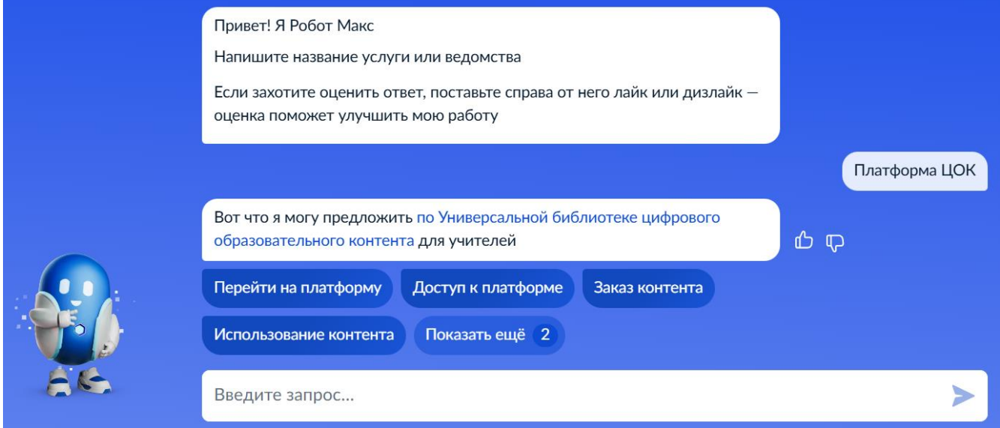 Привет! Я Робот Макс
Напишите название услуги или ведомства
Если захотите оценить ответ, поставьте справа от него лайк или дизлайк —
оценка поможет улучшить мою работу
Платформа ЦОК
Вот что я могу предложить по Универсальной библиотеке цифрового
образовательного контента для учителей
Перейти на платформу Доступ к платформе Заказ контента
Использование контента Показать ещё 2
Введите запрос...